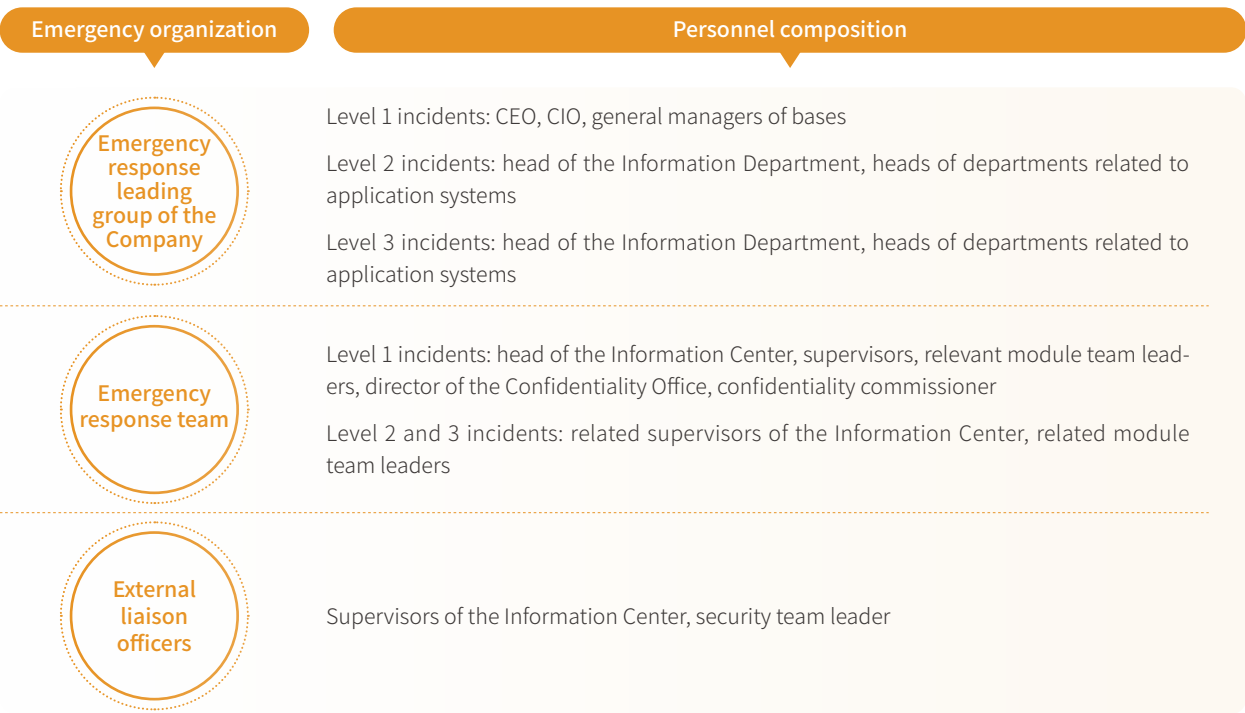 Emergency organization
Personnel composition
Emergency
response
leading
group of the
Company
Level 1 incidents: CEO, CIO, general managers of bases
Level 2 incidents: head of the Information Department, heads of departments related to
application systems
Level 3 incidents: head of the Information Department, heads of departments related to
application systems
Emergency
response team
Level 1 incidents: head of the Information Center, supervisors, relevant module team lead-
ers, director of the Confidentiality Office, confidentiality commissioner
Level 2 and 3 incidents: related supervisors of the Information Center, related module
team leaders
External
liaison
officers
Supervisors of the Information Center, security team leader